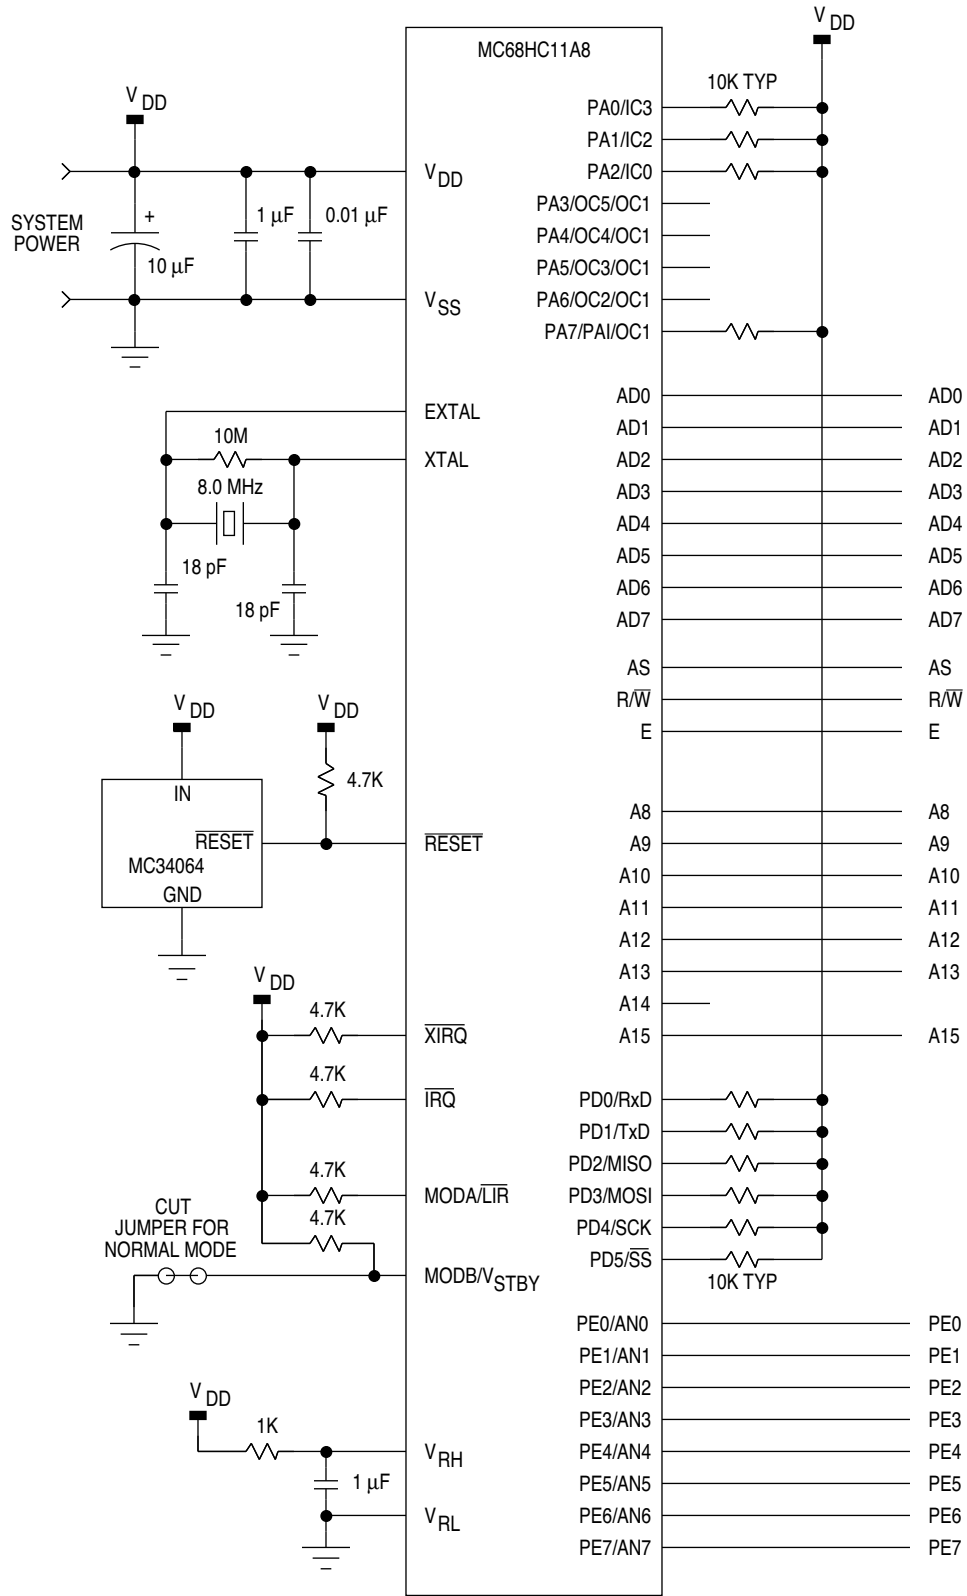 V DD
MC68HC11A8
10K TYP
PA0/IC3
PA1/IC2
PA2/IC0
PA3/OC5/OC1
PA4/OC4/OC1
PA5/OC3/OC1
PA6/OC2/OC1
PA7/PAI/OC1
V DD
V DD
SYSTEM
POWER
+
10 µF
1 µF
0.01 µF
V SS
EXTAL
10M
XTAL
8.0 MHz
18 pF
18 pF
AD0 AD0
AD1 AD1
AD2 AD2
AD3 AD3
AD4 AD4
AD5 AD5
AD6 AD6
AD7 AD7
AS AS
R/W̅ R/W̅
E E
V DD
V DD
IN
4.7K
R̅E̅S̅E̅T̅
R̅E̅S̅E̅T̅
MC34064
GND
A8 A8
A9 A9
A10 A10
A11 A11
A12 A12
A13 A13
A14
A15 A15
V DD
4.7K
X̅I̅R̅Q̅
4.7K
I̅R̅Q̅
4.7K
MODA/L̅I̅R̅
4.7K
CUT
JUMPER FOR
NORMAL MODE
MODB/V STBY
PD0/RxD
PD1/TxD
PD2/MISO
PD3/MOSI
PD4/SCK
PD5/S̅S̅
10K TYP
PE0/AN0 PE0
PE1/AN1 PE1
PE2/AN2 PE2
PE3/AN3 PE3
PE4/AN4 PE4
PE5/AN5 PE5
PE6/AN6 PE6
PE7/AN7 PE7
V DD
1K
V RH
1 µF
V RL